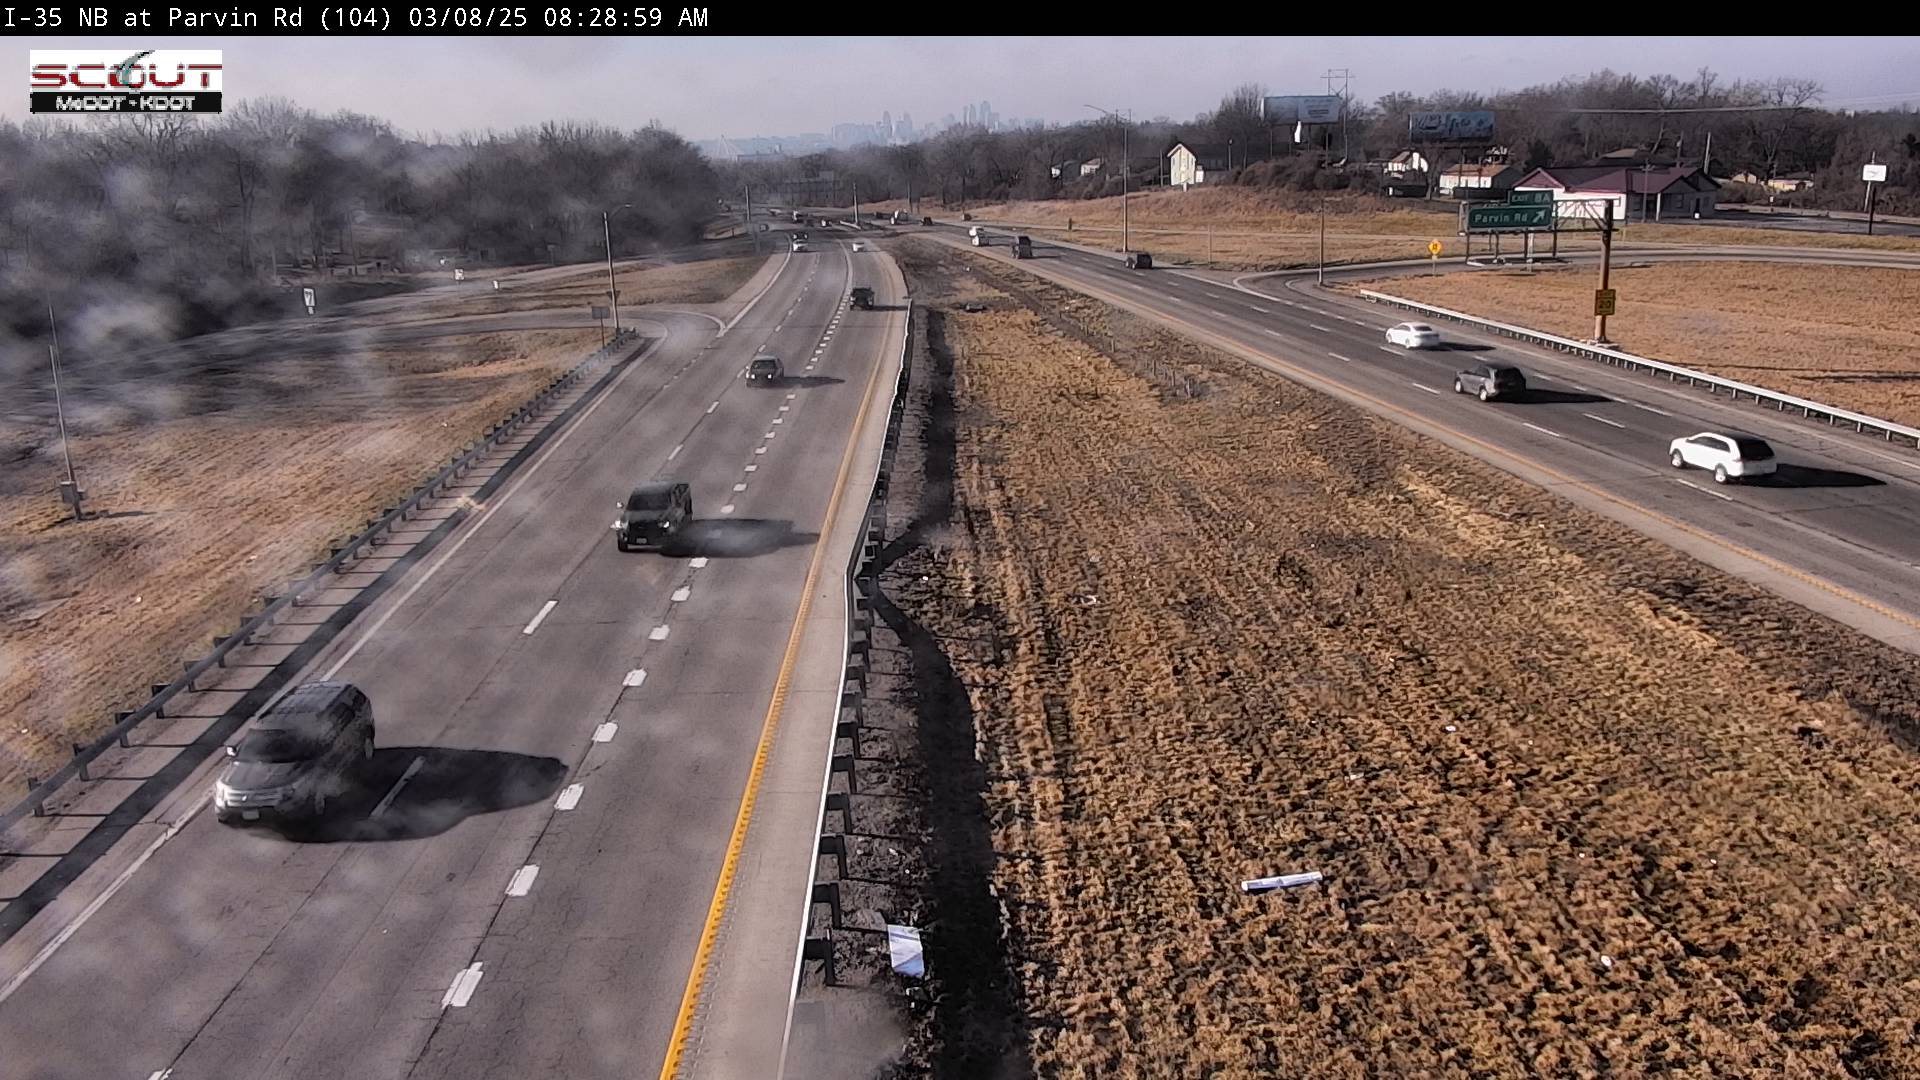 I-35 NB at Parvin Rd (104) 03/08/25 08:28:59 AM
SCOUT
MoDOT - KDOT
EXIT 8A
Parvin Rd